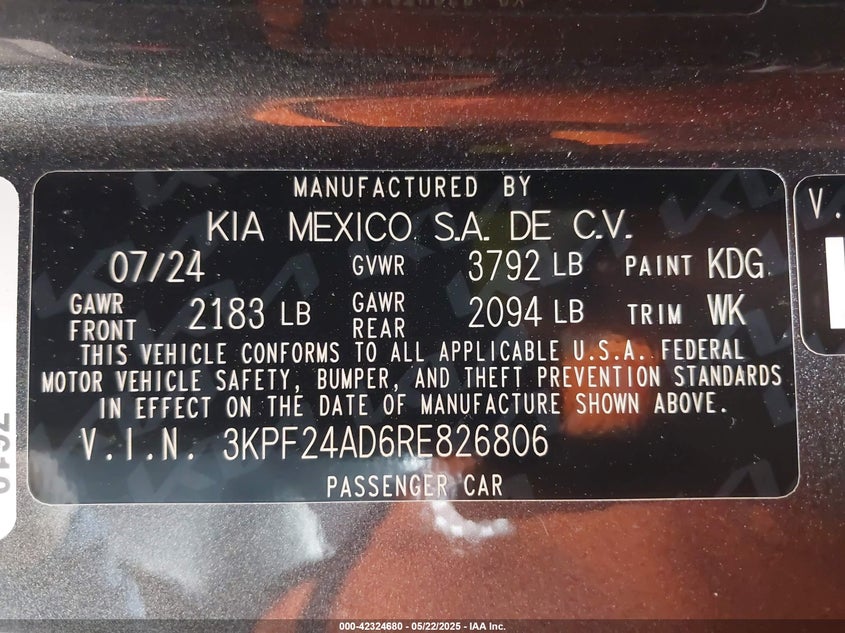 MANUFACTURED BY
KIA MEXICO S.A. DE C.V.
07/24 GVWR 3792 LB PAINT KDG
GAWR FRONT 2183 LB GAWR REAR 2094 LB TRIM WK
THIS VEHICLE CONFORMS TO ALL APPLICABLE U.S.A. FEDERAL
MOTOR VEHICLE SAFETY, BUMPER, AND THEFT PREVENTION STANDARDS
IN EFFECT ON THE DATE OF MANUFACTURE SHOWN ABOVE.
V.I.N. 3KPF24AD6RE826806
PASSENGER CAR
V.
000-42324680 - 05/22/2025 - IAA Inc.